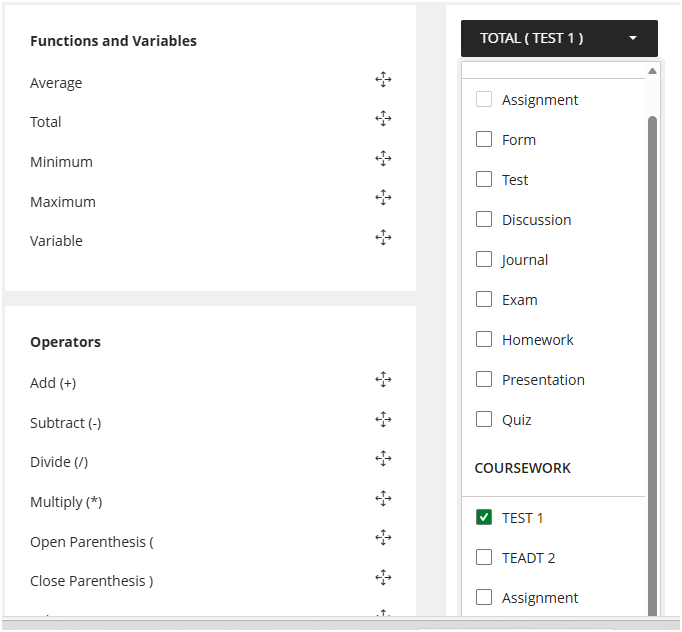 Functions and Variables
Average
Total
Minimum
Maximum
Variable
Operators
Add (+)
Subtract (-)
Divide (/)
Multiply (*)
Open Parenthesis (
Close Parenthesis )
TOTAL ( TEST 1 )
Assignment
Form
Test
Discussion
Journal
Exam
Homework
Presentation
Quiz
COURSEWORK
TEST 1
TEADT 2
Assignment